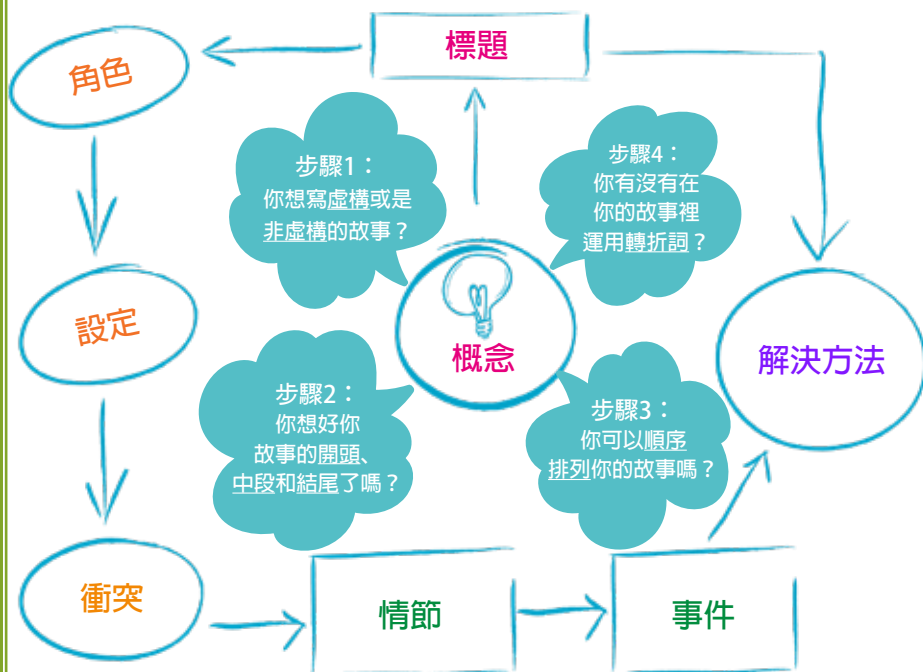 標題
角色
步驟1：
你想寫虛構或是
非虛構的故事？
步驟4：
你有沒有在
你的故事裡
運用轉折詞？
設定
概念
解決方法
步驟2：
你想好你
故事的開頭、
中段和結尾了嗎？
步驟3：
你可以順序
排列你的故事嗎？
衝突
情節
事件